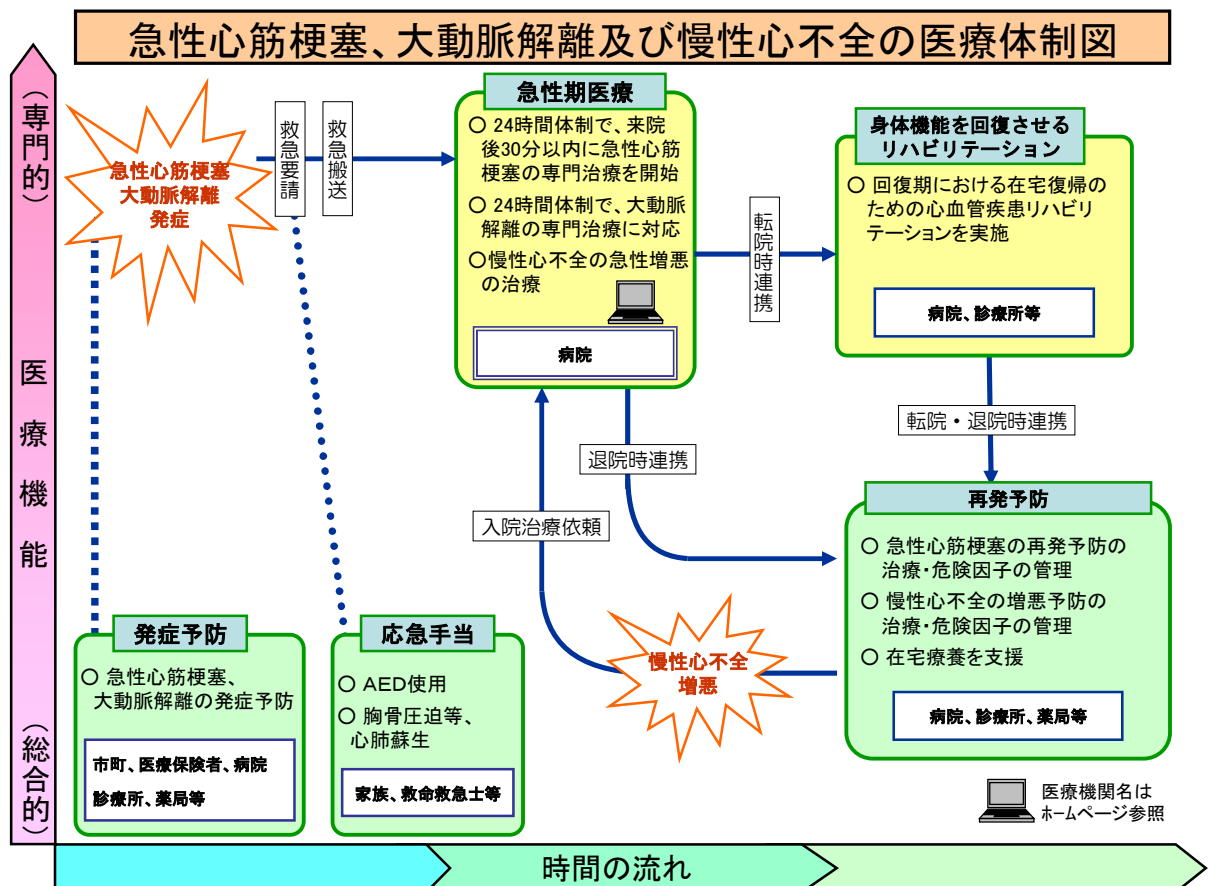 急性心筋梗塞、大動脈解離及び慢性心不全の医療体制図
（専門的）
医療機能
（総合的）
急性心筋梗塞
大動脈解離
発症
救急要請
救急搬送
急性期医療
○ 24時間体制で、来院
後30分以内に急性心筋
梗塞の専門治療を開始
○ 24時間体制で、大動脈
解離の専門治療に対応
○慢性心不全の急性増悪
の治療
病院
転院時連携
身体機能を回復させる
リハビリテーション
○ 回復期における在宅復帰の
ための心血管疾患リハビリ
テーションを実施
病院、診療所等
転院・退院時連携
退院時連携
入院治療依頼
再発予防
○ 急性心筋梗塞の再発予防の
治療・危険因子の管理
○ 慢性心不全の増悪予防の
治療・危険因子の管理
○ 在宅療養を支援
病院、診療所、薬局等
慢性心不全
増悪
発症予防
○ 急性心筋梗塞、
大動脈解離の発症予防
市町、医療保険者、病院
診療所、薬局等
応急手当
○ AED使用
○ 胸骨圧迫等、
心肺蘇生
家族、救命救急士等
医療機関名は
ホームページ参照
時間の流れ